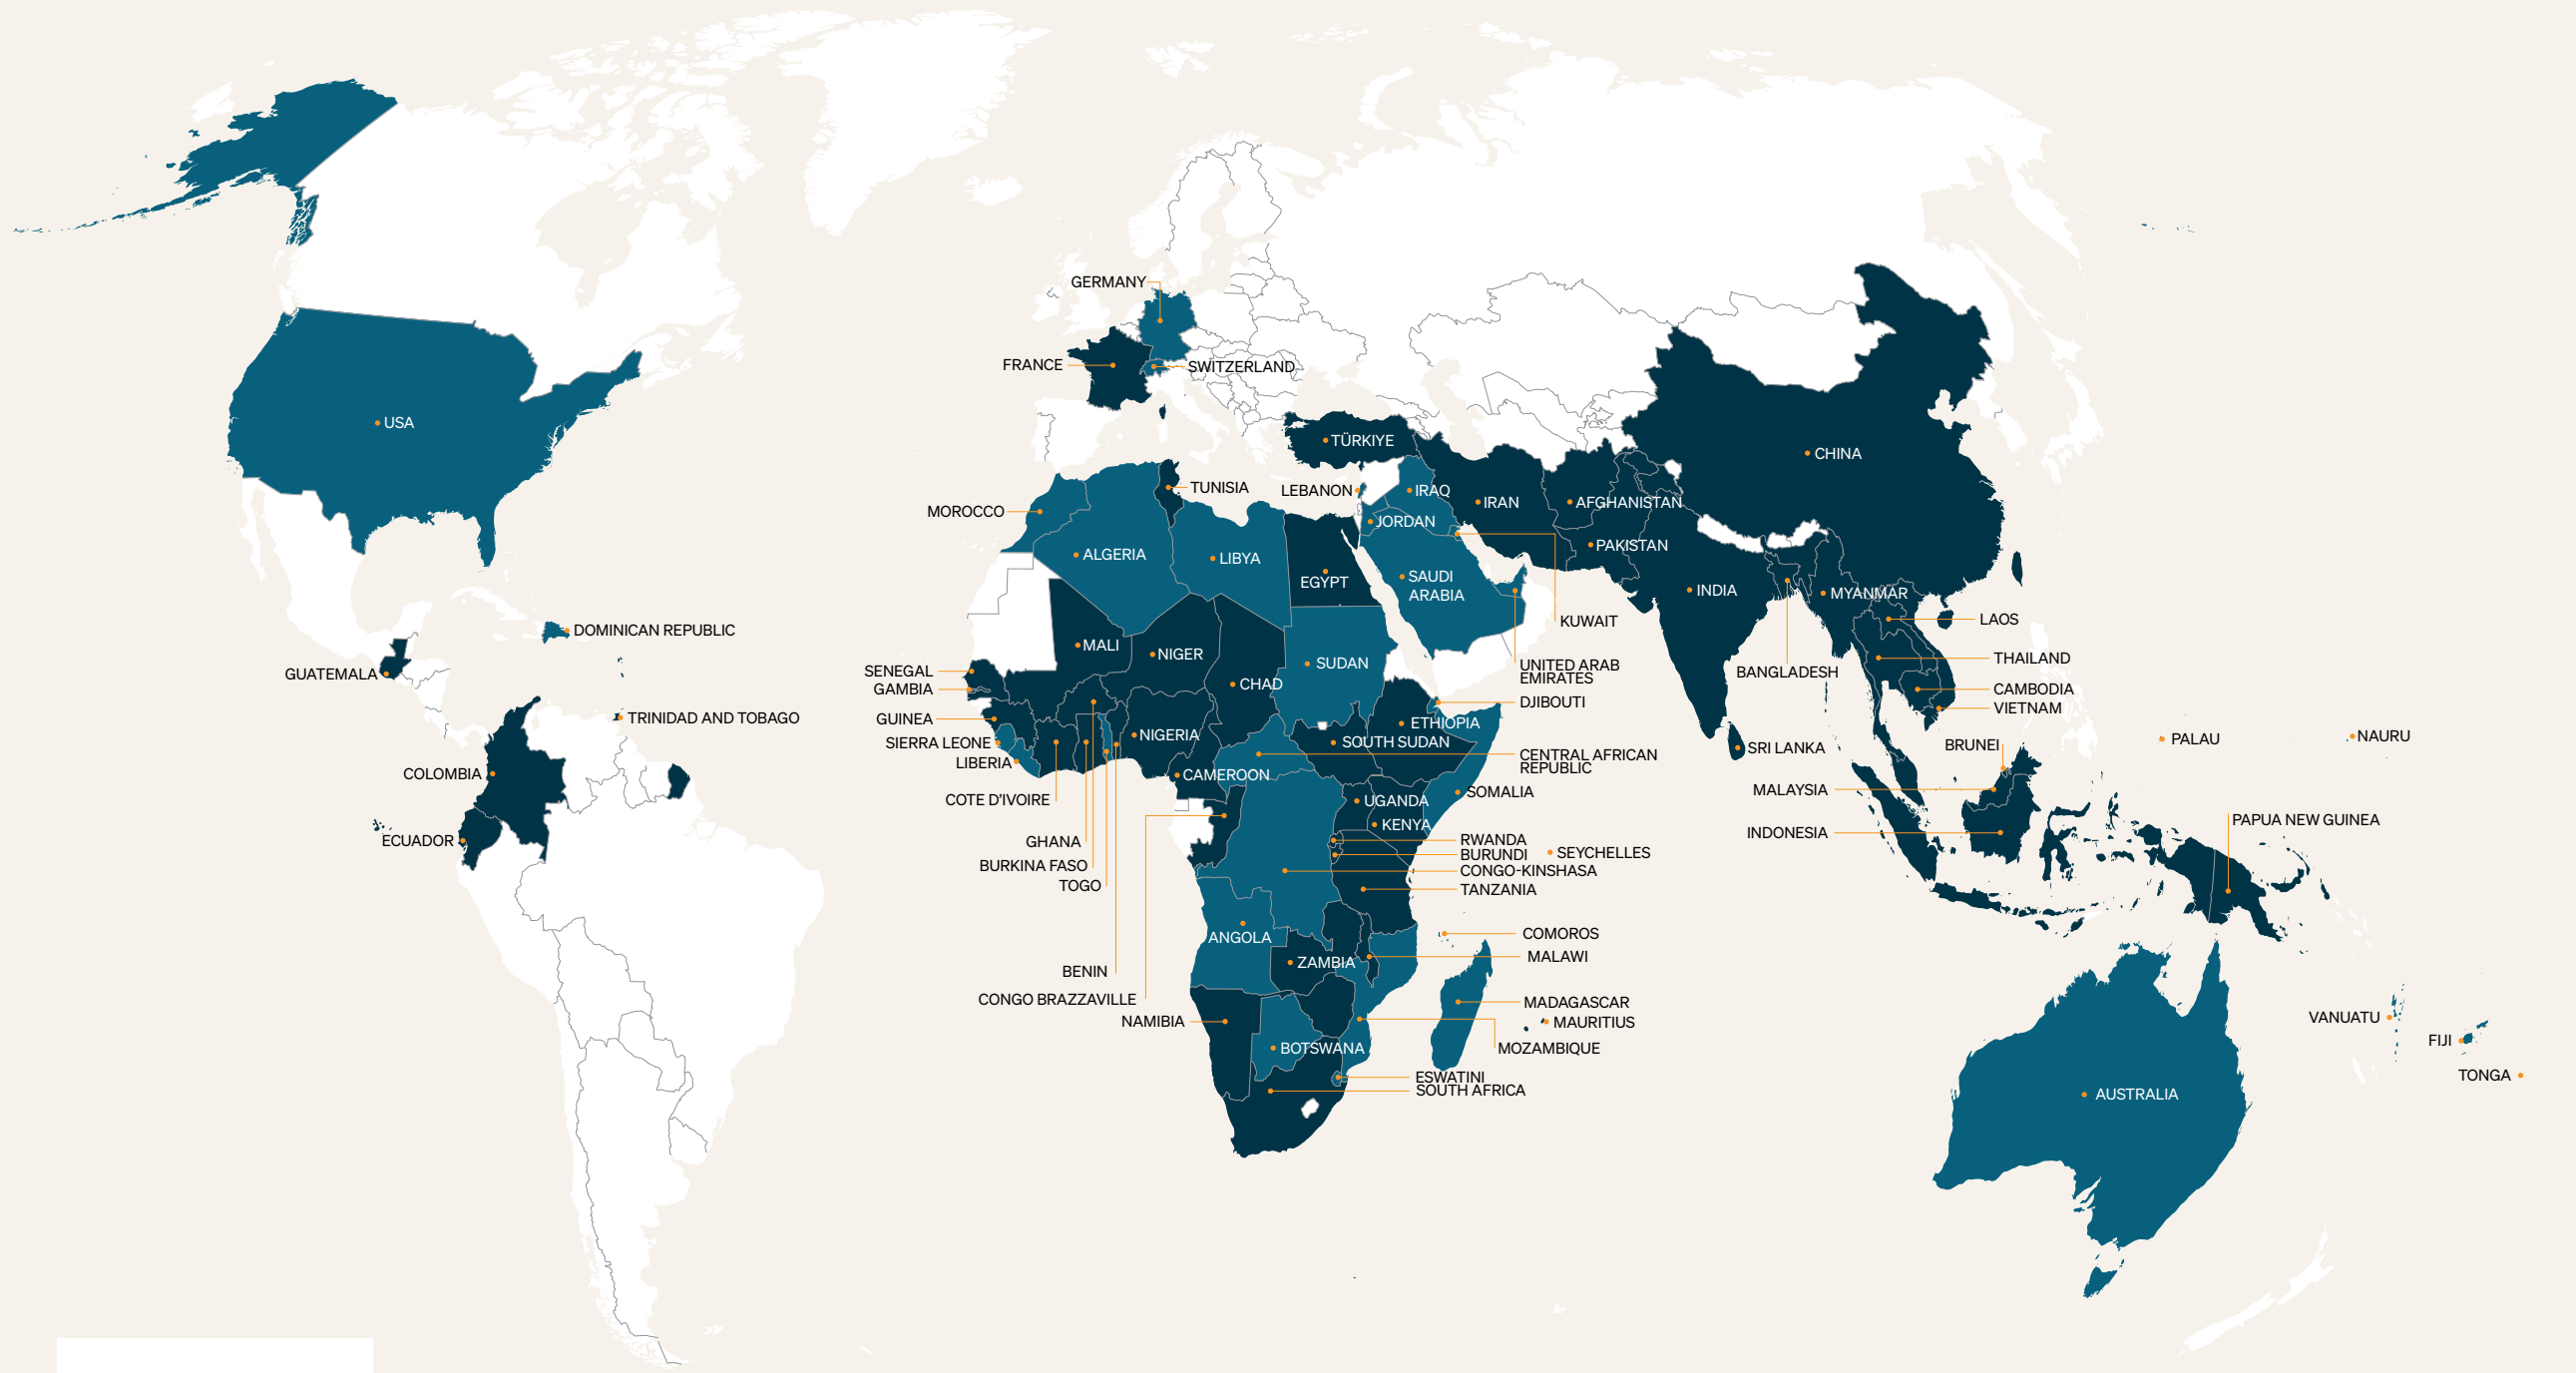 GERMANY
FRANCE
SWITZERLAND
USA
TÜRKIYE
CHINA
TUNISIA
LEBANON
IRAQ
IRAN
AFGHANISTAN
MOROCCO
JORDAN
PAKISTAN
ALGERIA
LIBYA
EGYPT
SAUDI
ARABIA
INDIA
MYANMAR
KUWAIT
LAOS
DOMINICAN REPUBLIC
GUATEMALA
MALI
NIGER
SUDAN
SENEGAL
GAMBIA
CHAD
UNITED ARAB
EMIRATES
BANGLADESH
THAILAND
CAMBODIA
VIETNAM
DJIBOUTI
TRINIDAD AND TOBAGO
GUINEA
SIERRA LEONE
LIBERIA
NIGERIA
ETHIOPIA
SOUTH SUDAN
CENTRAL AFRICAN
REPUBLIC
SRI LANKA
BRUNEI
PALAU
NAURU
COLOMBIA
CAMEROON
COTE D'IVOIRE
UGANDA
SOMALIA
MALAYSIA
KENYA
INDONESIA
PAPUA NEW GUINEA
ECUADOR
GHANA
BURKINA FASO
TOGO
RWANDA
BURUNDI
SEYCHELLES
CONGO-KINSHASA
TANZANIA
ANGOLA
COMOROS
MALAWI
ZAMBIA
BENIN
CONGO BRAZZAVILLE
NAMIBIA
MADAGASCAR
MAURITIUS
MOZAMBIQUE
BOTSWANA
ESWATINI
SOUTH AFRICA
VANUATU
FIJI
TONGA
AUSTRALIA